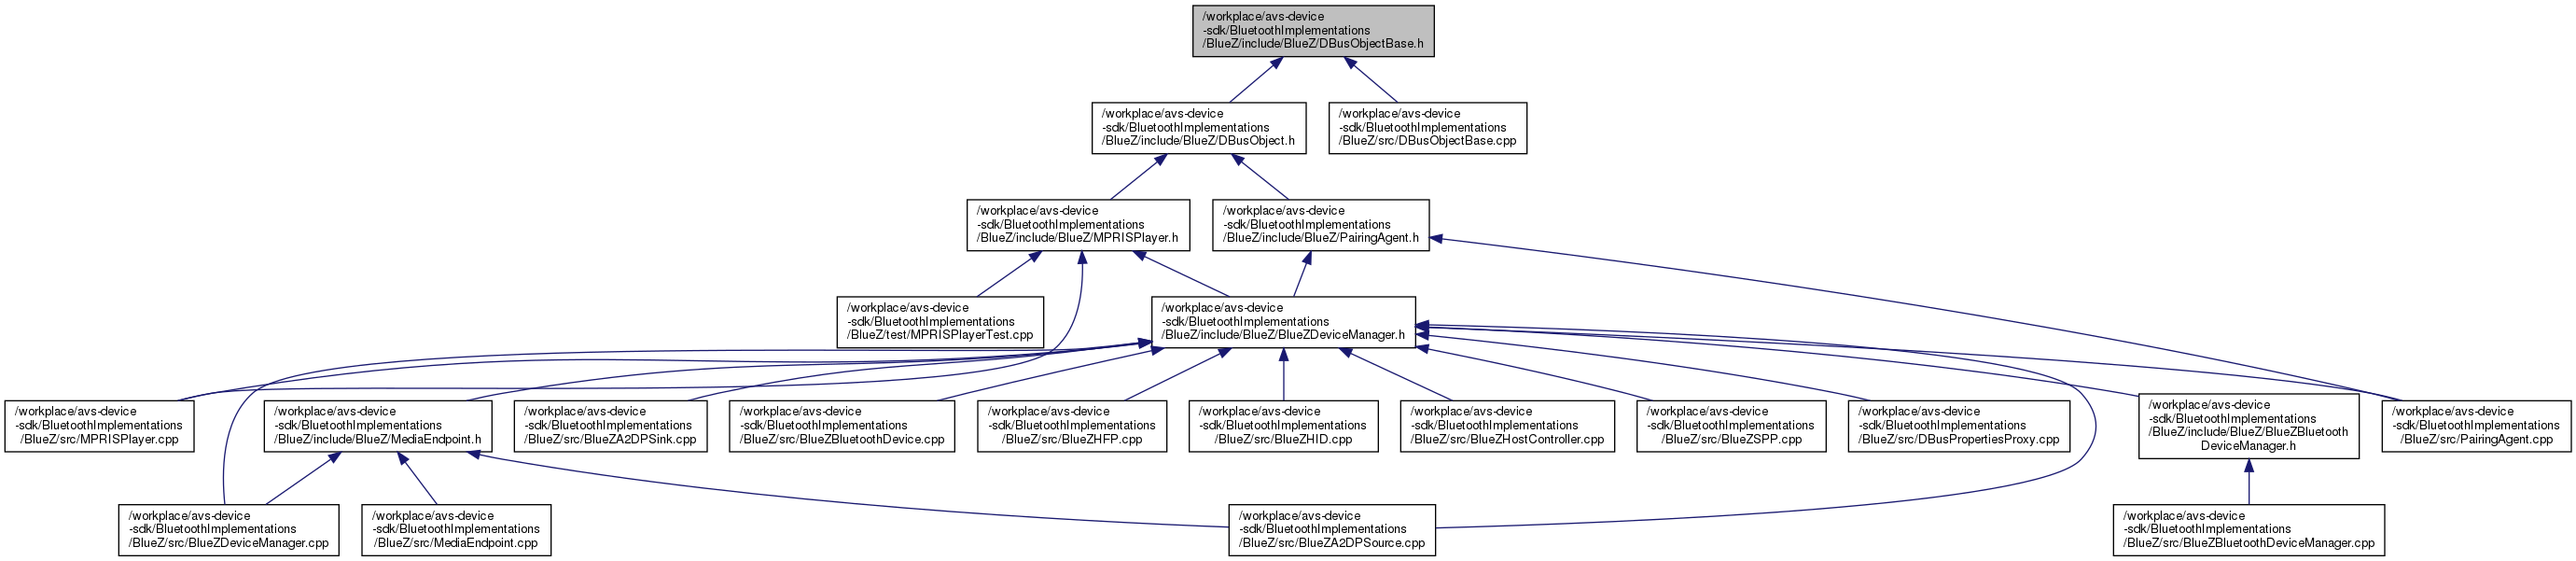 /workplace/avs-device
-sdk/BluetoothImplementations
/BlueZ/include/BlueZ/DBusObjectBase.h
/workplace/avs-device
-sdk/BluetoothImplementations
/BlueZ/include/BlueZ/DBusObject.h
/workplace/avs-device
-sdk/BluetoothImplementations
/BlueZ/src/DBusObjectBase.cpp
/workplace/avs-device
-sdk/BluetoothImplementations
/BlueZ/include/BlueZ/MPRISPlayer.h
/workplace/avs-device
-sdk/BluetoothImplementations
/BlueZ/include/BlueZ/PairingAgent.h
/workplace/avs-device
-sdk/BluetoothImplementations
/BlueZ/test/MPRISPlayerTest.cpp
/workplace/avs-device
-sdk/BluetoothImplementations
/BlueZ/include/BlueZ/BlueZDeviceManager.h
/workplace/avs-device
-sdk/BluetoothImplementations
/BlueZ/src/MPRISPlayer.cpp
/workplace/avs-device
-sdk/BluetoothImplementations
/BlueZ/include/BlueZ/MediaEndpoint.h
/workplace/avs-device
-sdk/BluetoothImplementations
/BlueZ/src/BlueZA2DPSink.cpp
/workplace/avs-device
-sdk/BluetoothImplementations
/BlueZ/src/BlueZBluetoothDevice.cpp
/workplace/avs-device
-sdk/BluetoothImplementations
/BlueZ/src/BlueZHFP.cpp
/workplace/avs-device
-sdk/BluetoothImplementations
/BlueZ/src/BlueZHID.cpp
/workplace/avs-device
-sdk/BluetoothImplementations
/BlueZ/src/BlueZHostController.cpp
/workplace/avs-device
-sdk/BluetoothImplementations
/BlueZ/src/BlueZSPP.cpp
/workplace/avs-device
-sdk/BluetoothImplementations
/BlueZ/src/DBusPropertiesProxy.cpp
/workplace/avs-device
-sdk/BluetoothImplementations
/BlueZ/include/BlueZ/BlueZBluetooth
DeviceManager.h
/workplace/avs-device
-sdk/BluetoothImplementations
/BlueZ/src/PairingAgent.cpp
/workplace/avs-device
-sdk/BluetoothImplementations
/BlueZ/src/BlueZDeviceManager.cpp
/workplace/avs-device
-sdk/BluetoothImplementations
/BlueZ/src/MediaEndpoint.cpp
/workplace/avs-device
-sdk/BluetoothImplementations
/BlueZ/src/BlueZA2DPSource.cpp
/workplace/avs-device
-sdk/BluetoothImplementations
/BlueZ/src/BlueZBluetoothDeviceManager.cpp